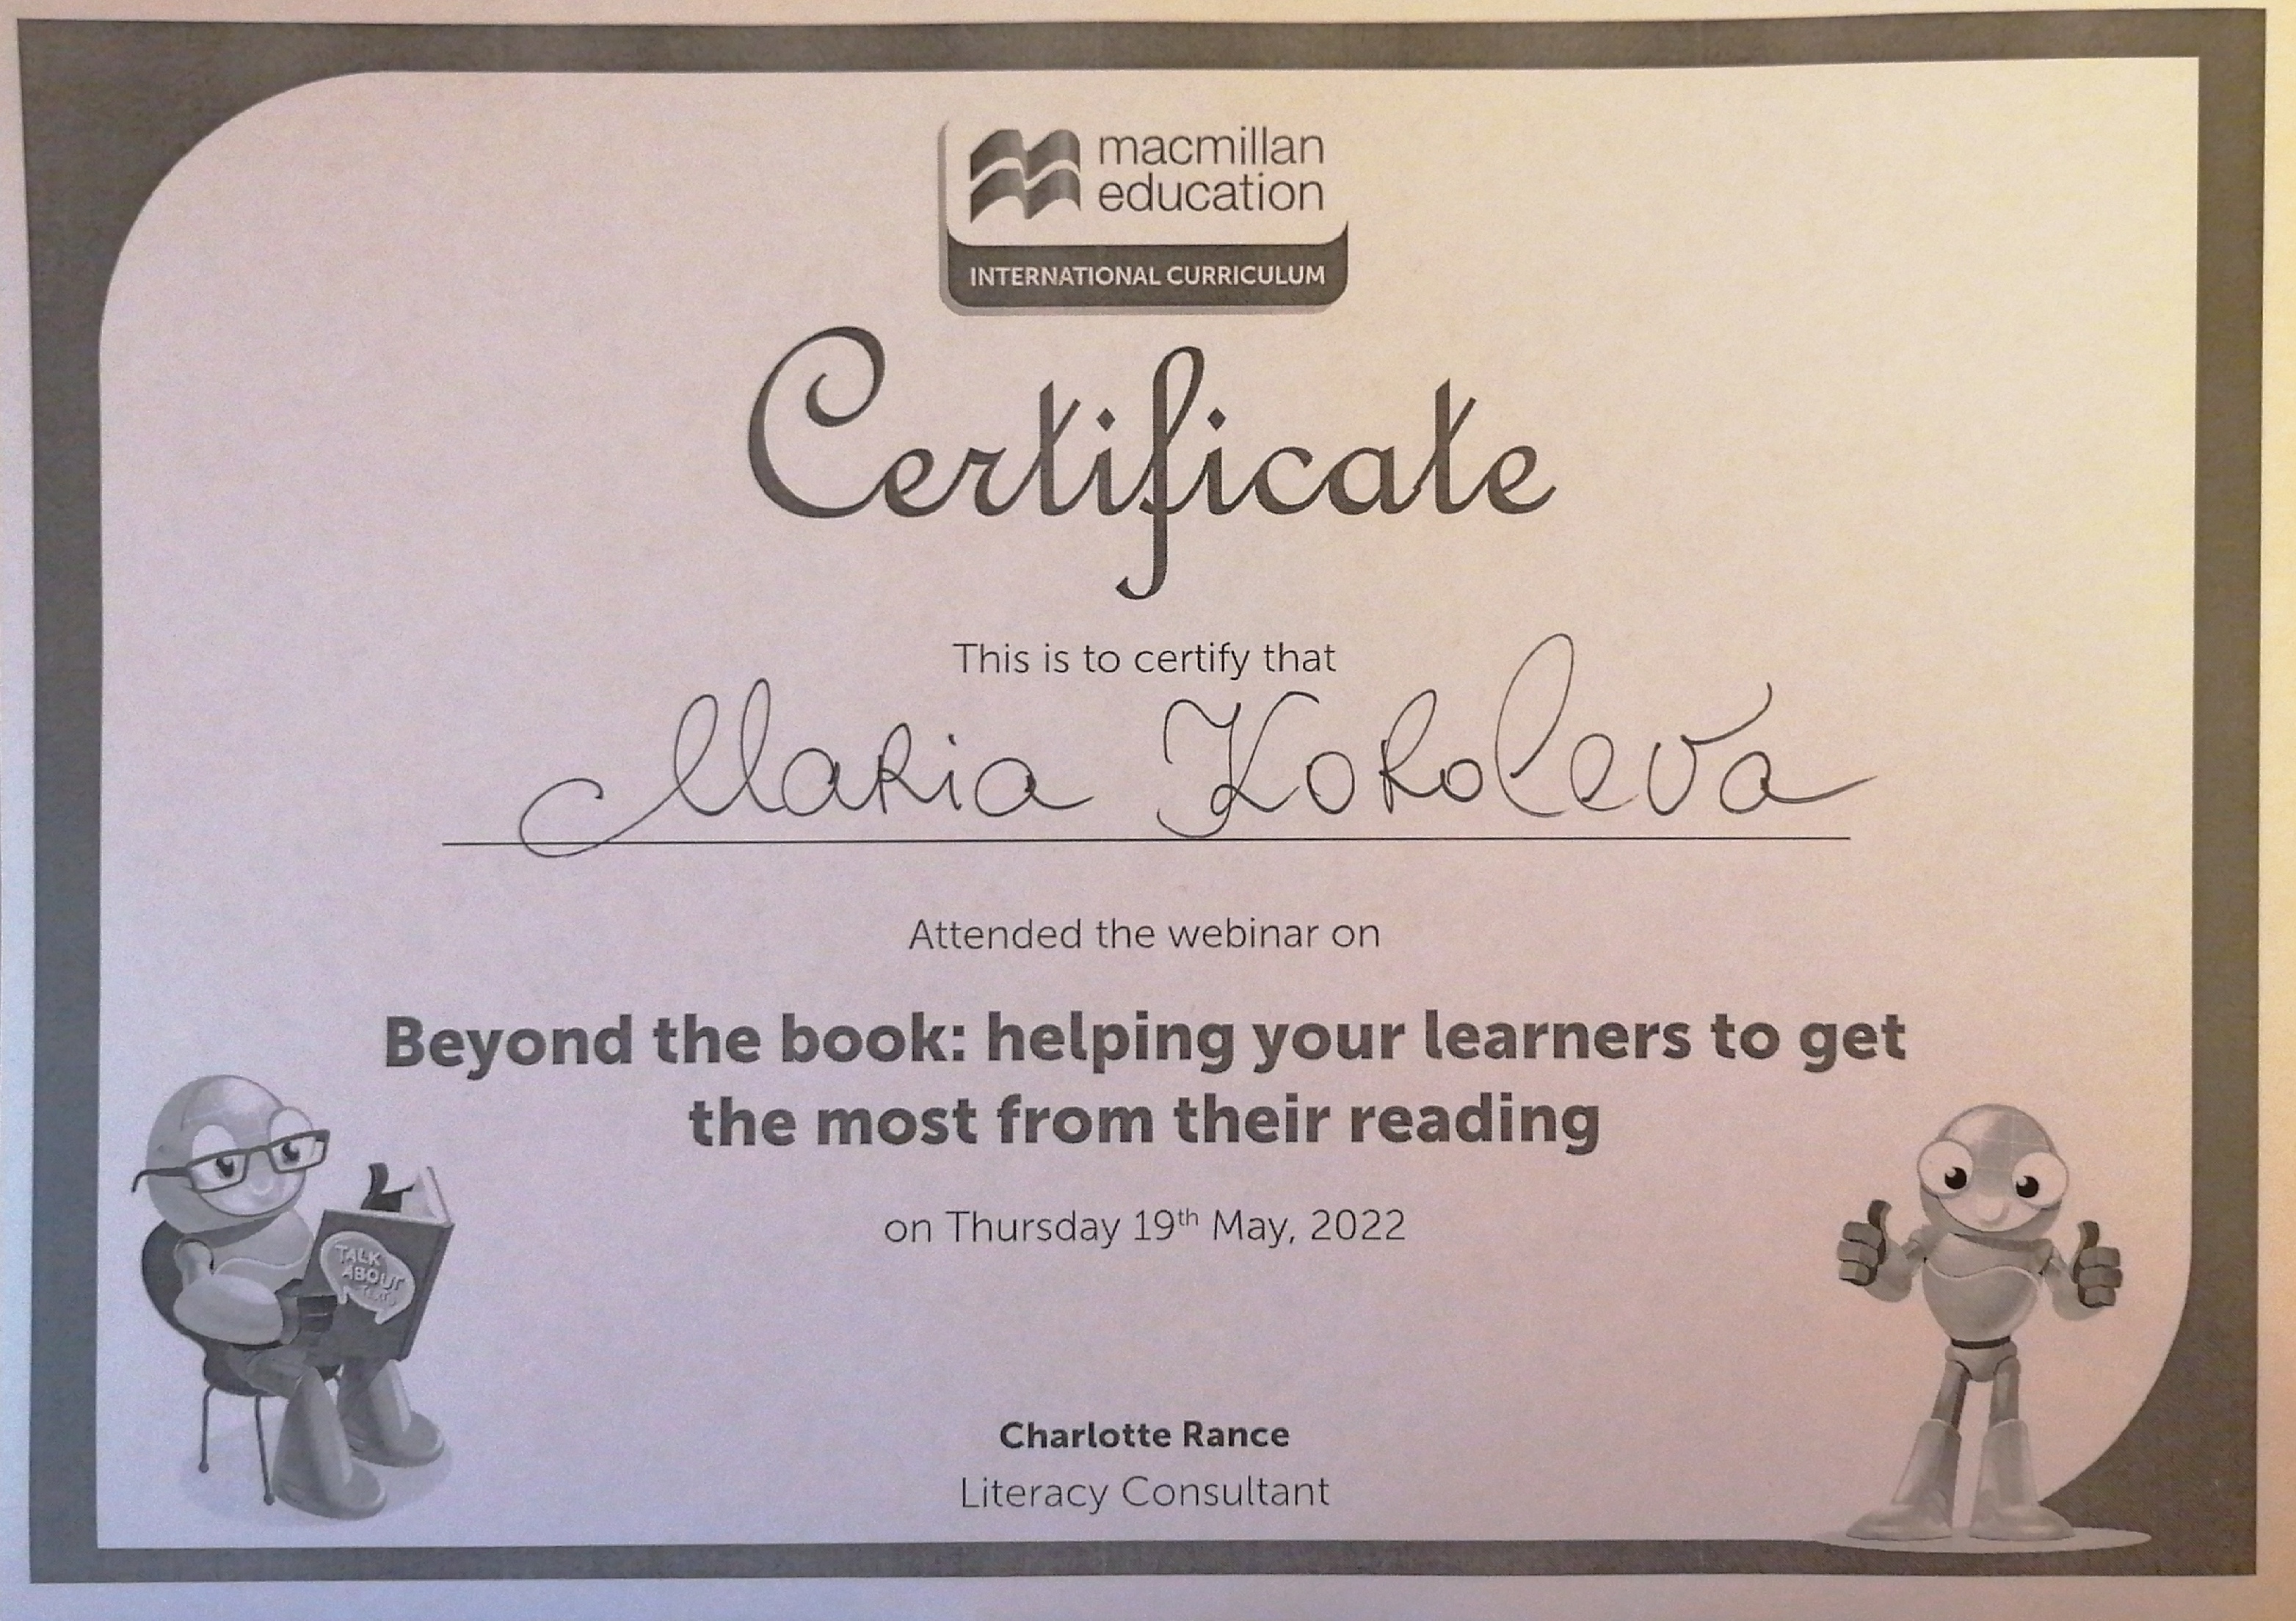 macmillan
education
INTERNATIONAL CURRICULUM
Certificate
This is to certify that
Maria Koroleva
Attended the webinar on
Beyond the book: helping your learners to get
the most from their reading
on Thursday 19th May, 2022
TALK
ABOUT
Charlotte Rance
Literacy Consultant